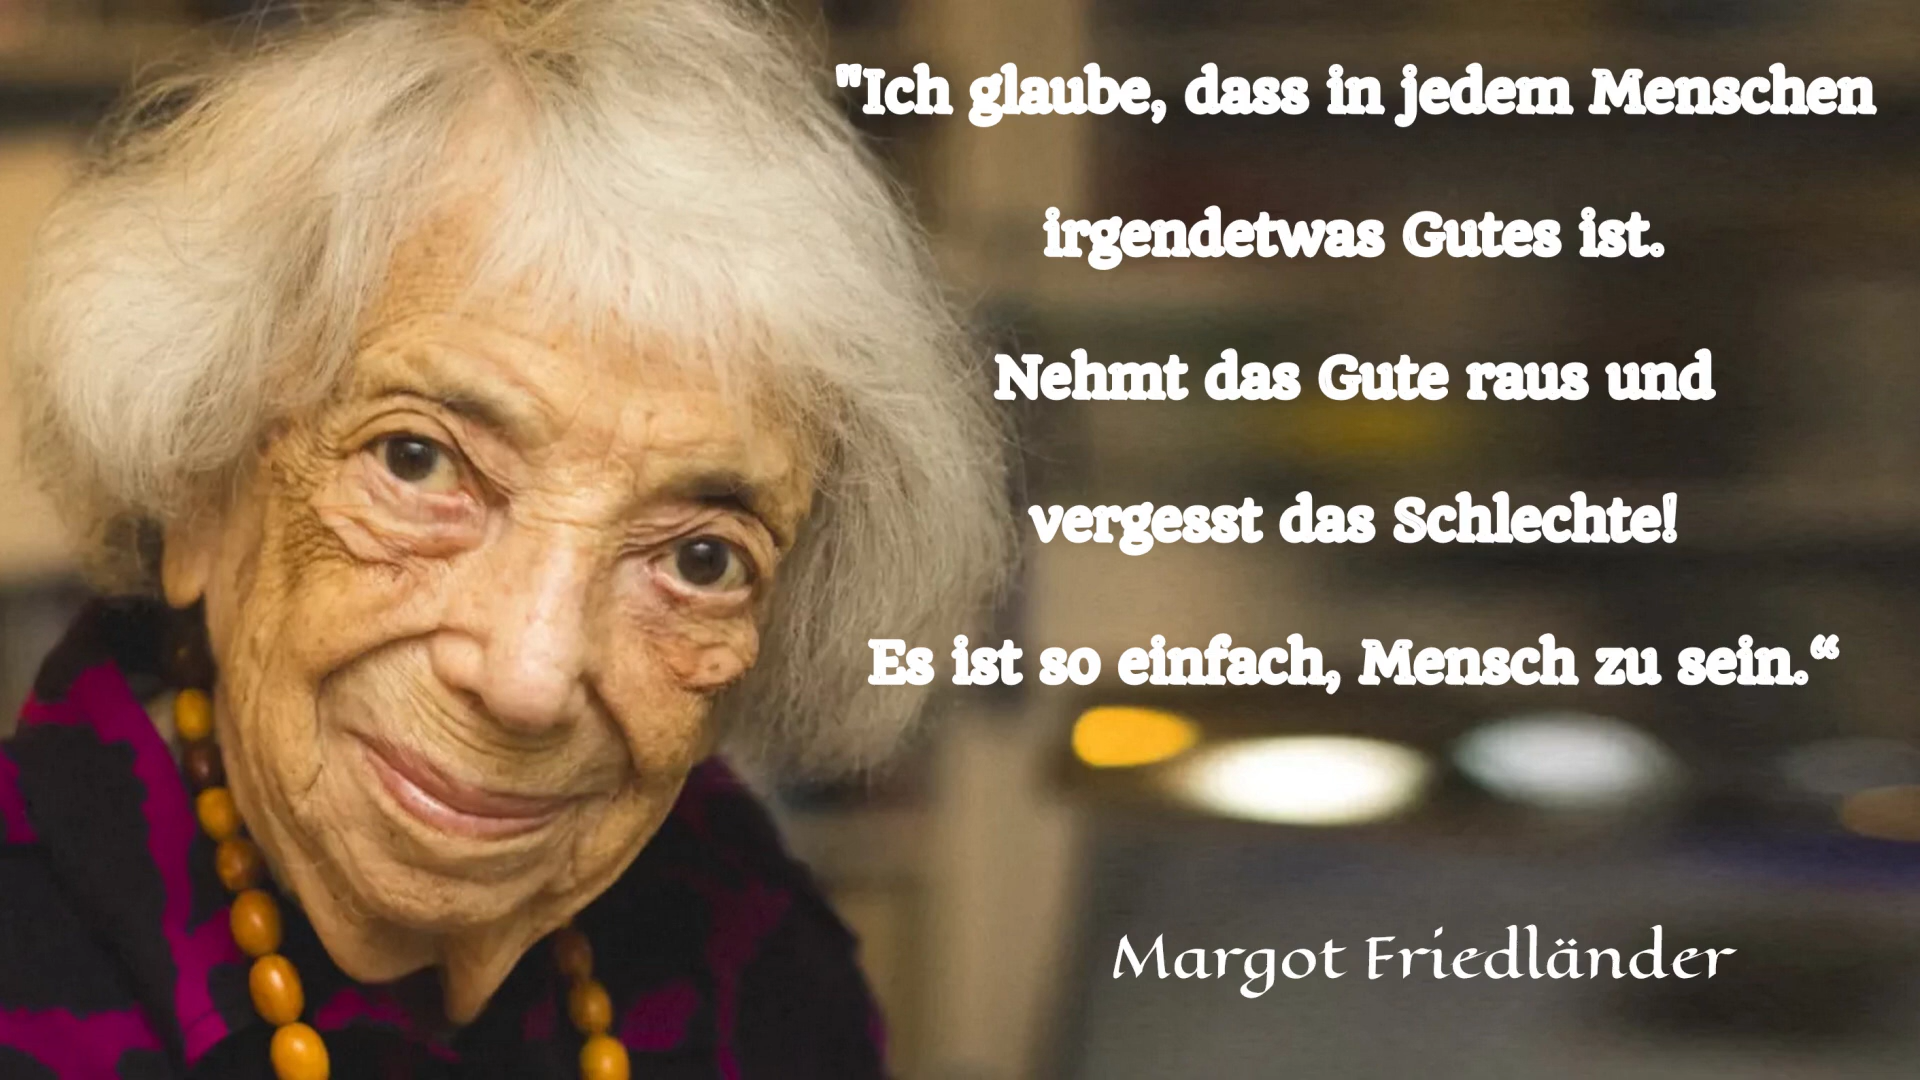 "Ich glaube, dass in jedem Menschen
irgendetwas Gutes ist.
Nehmt das Gute raus und
vergesst das Schlechte!
Es ist so einfach, Mensch zu sein.“
Margot Friedländer